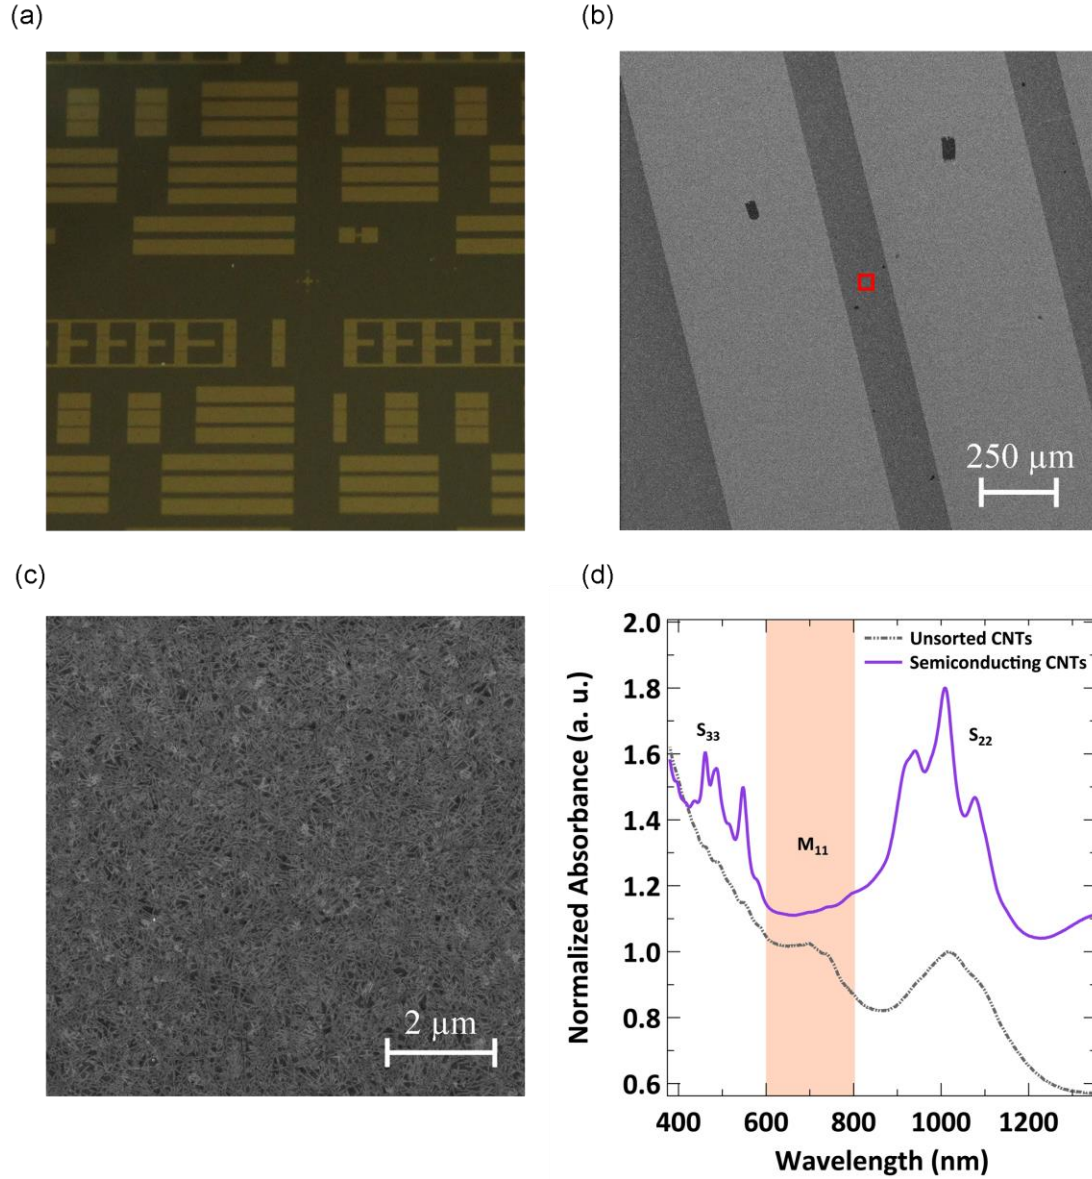 (a)
(b)
250 µm
(c)
(d)
2 µm
2.0
1.8
1.6
1.4
1.2
1.0
0.8
0.6
Normalized Absorbance (a. u.)
Unsorted CNTs
Semiconducting CNTs
S₃₃
S₂₂
M₁₁
400
600
800
1000
1200
Wavelength (nm)